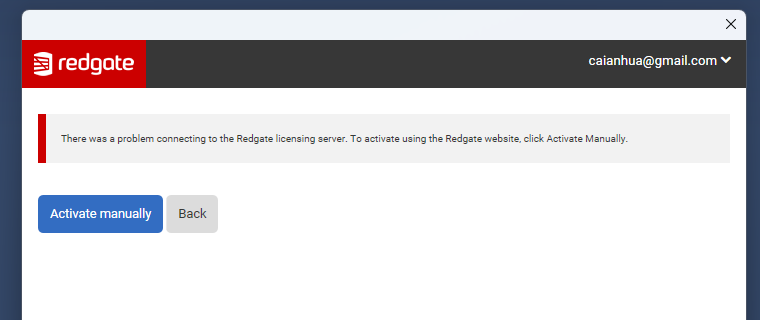 redgate
caianhua@gmail.com
There was a problem connecting to the Redgate licensing server. To activate using the Redgate website, click Activate Manually.
Activate manually
Back